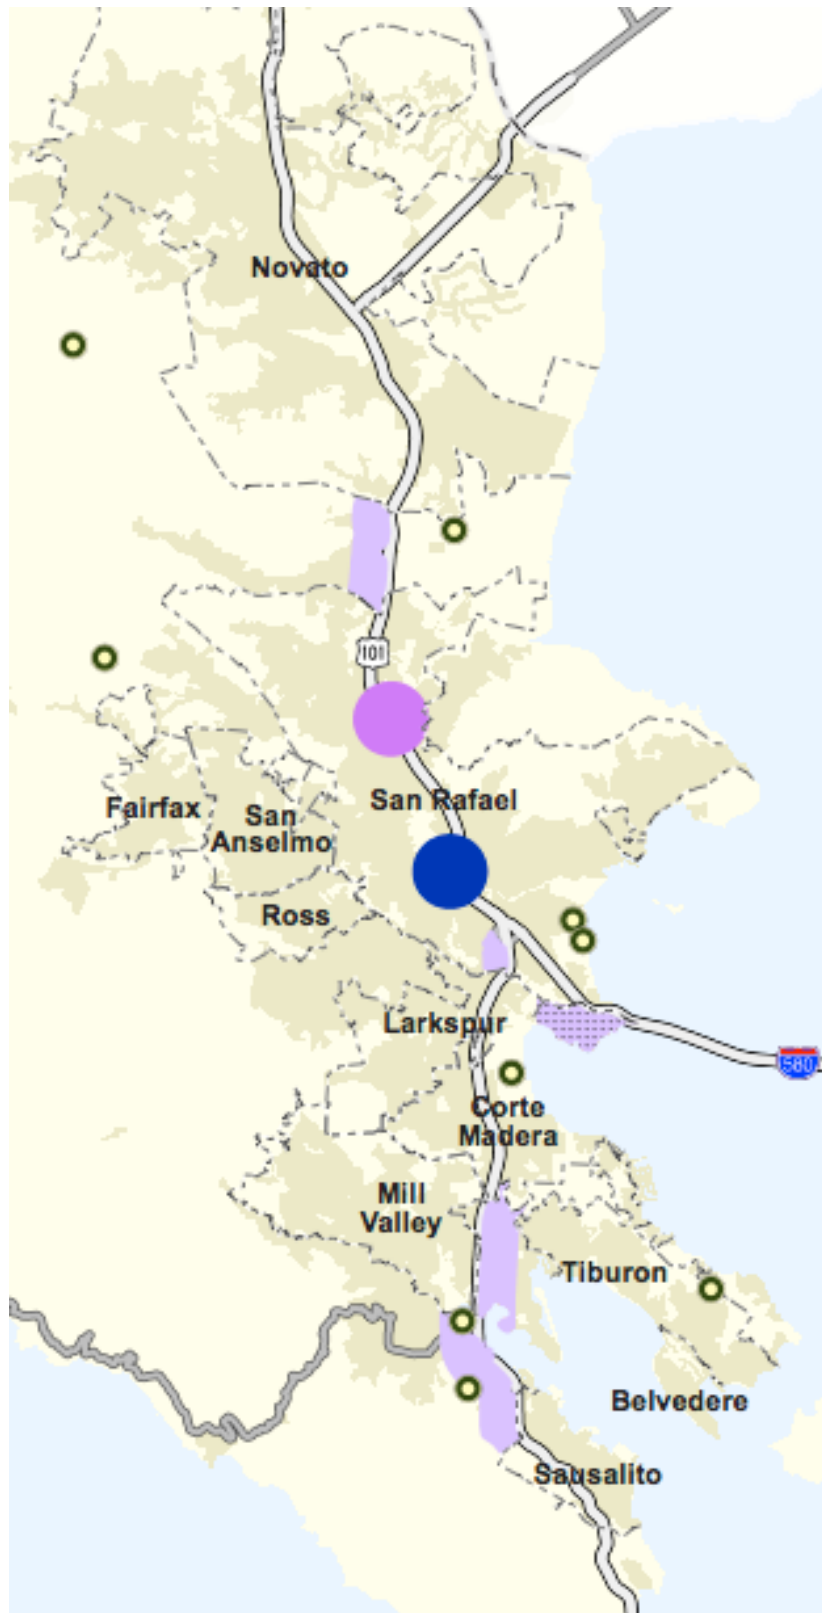 Novato
101
San Rafael
Fairfax
San
Anselmo
Ross
Larkspur
580
Corte
Madera
Mill
Valley
Tiburon
Belvedere
Sausalito